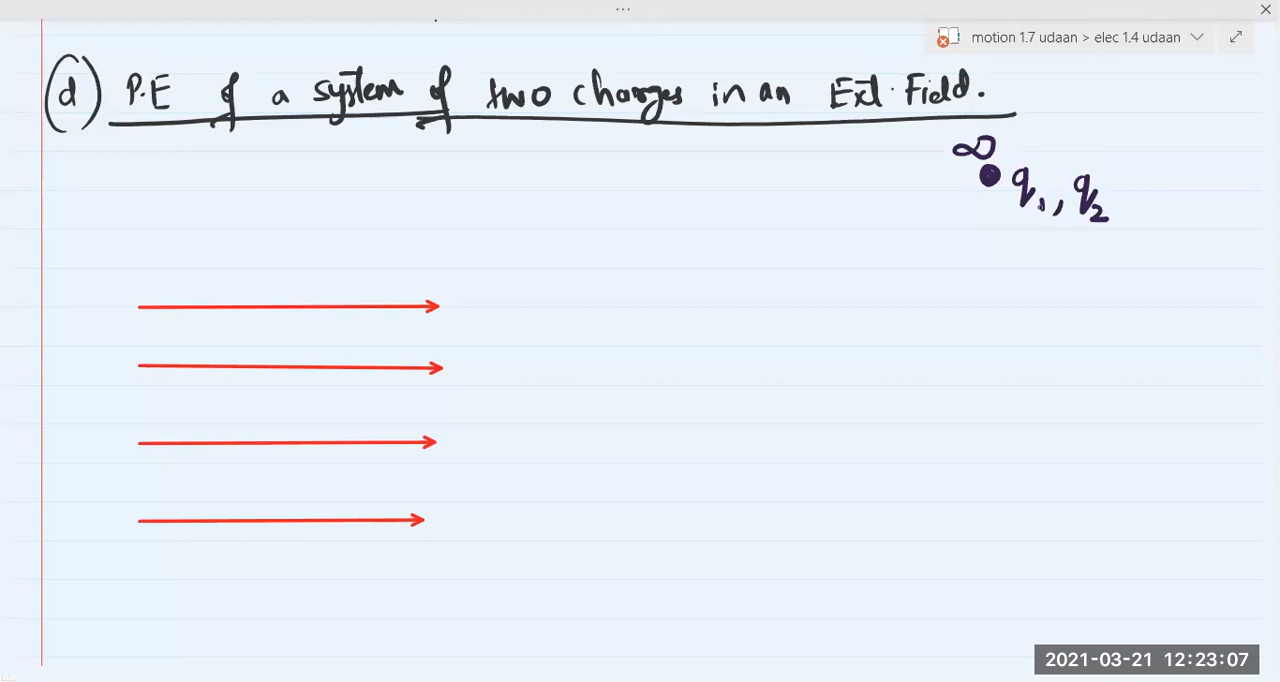 motion 1.7 udaan > elec 1.4 udaan
(d) P.E of a system of two charges in an Ext. Field.
∞
q₁, q₂
2021-03-21 12:23:07